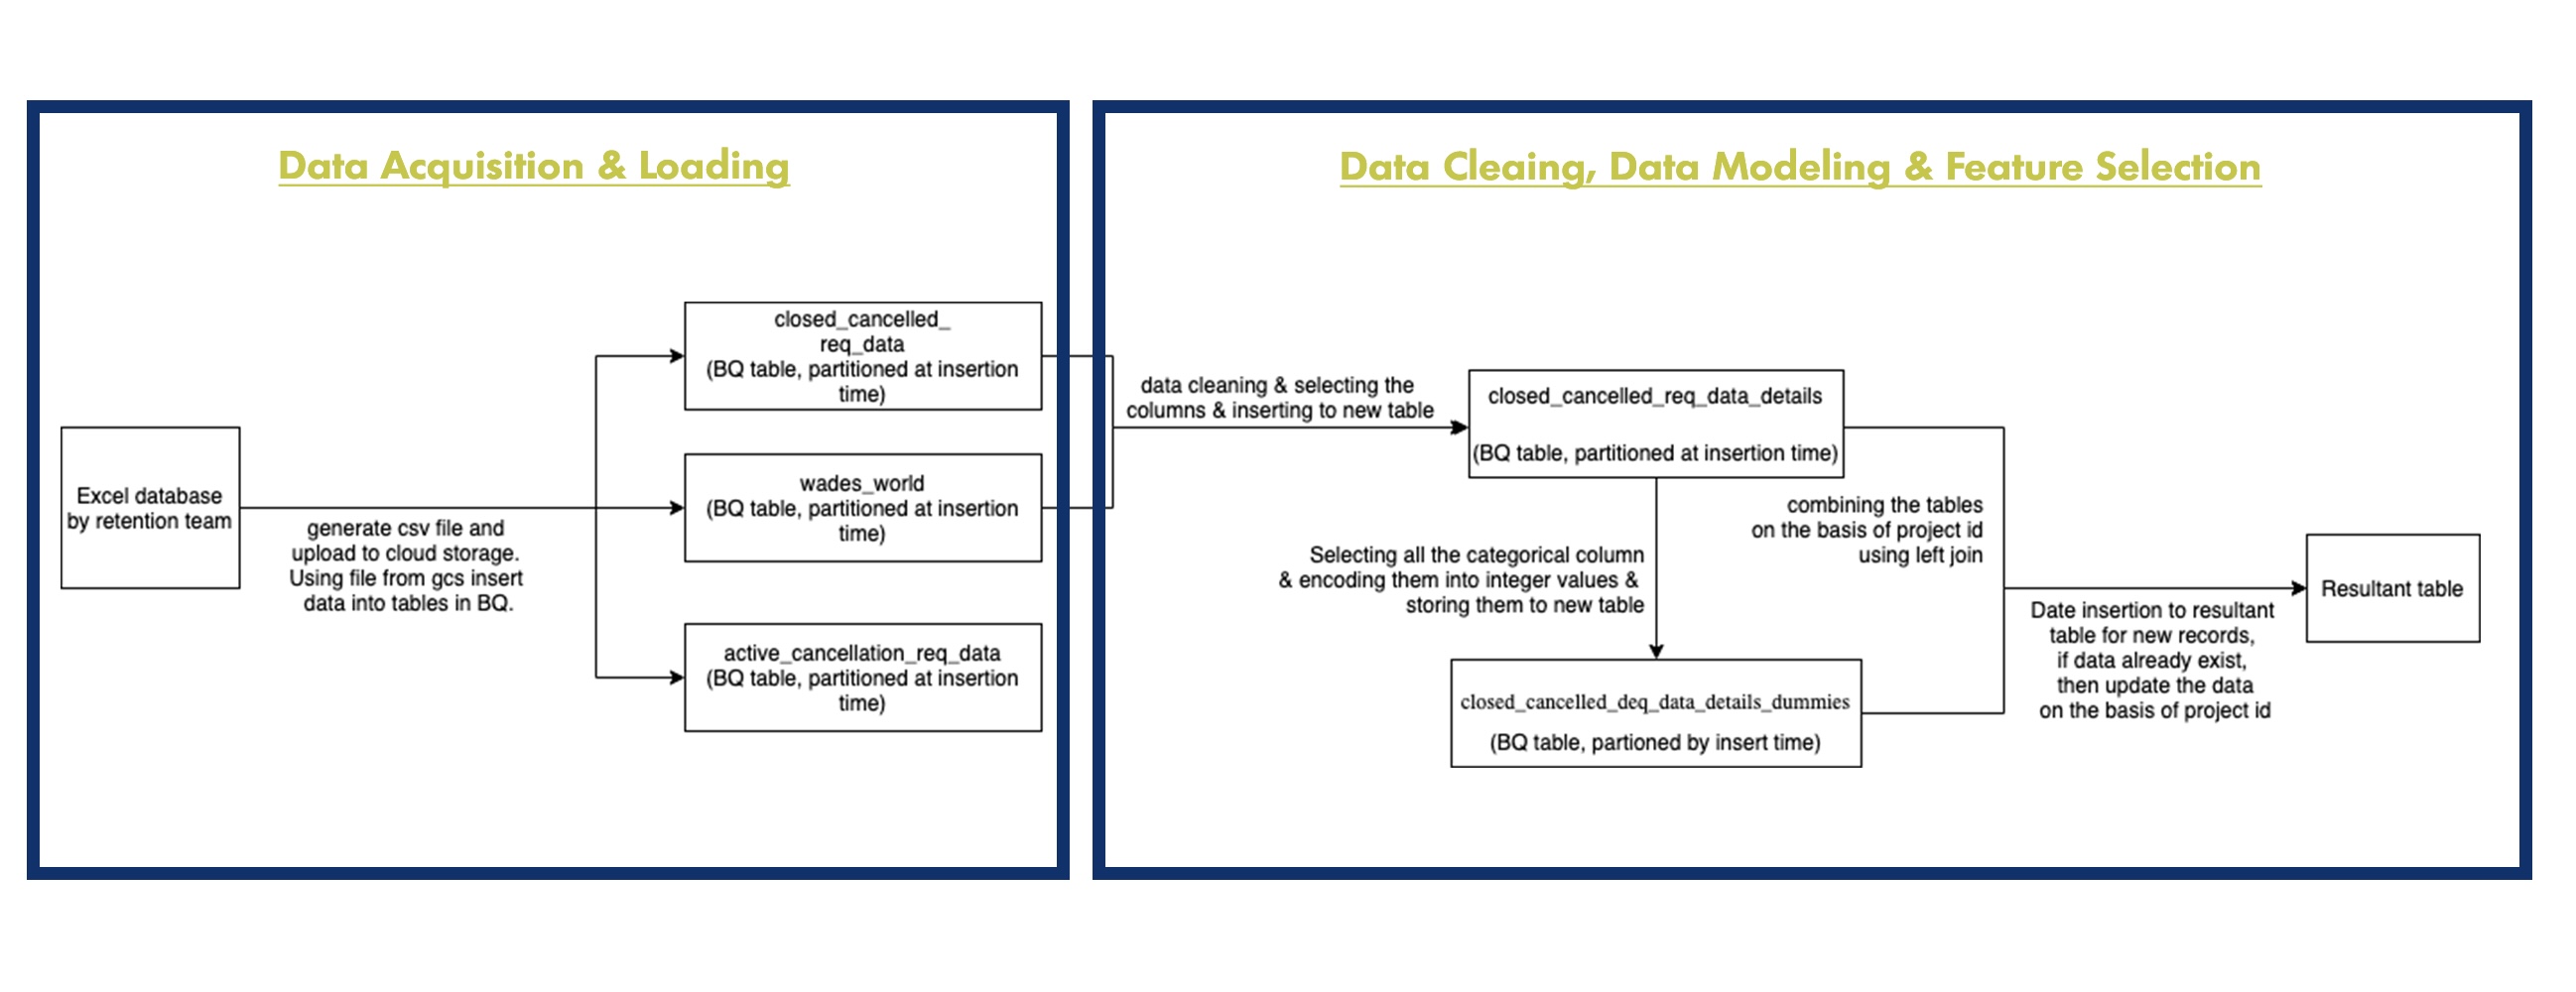 Data Acquisition & Loading
Excel database
by retention team
generate csv file and
upload to cloud storage.
Using file from gcs insert
data into tables in BQ.
closed_cancelled_
req_data
(BQ table, partitioned at insertion
time)
wades_world
(BQ table, partitioned at insertion
time)
active_cancellation_req_data
(BQ table, partitioned at insertion
time)
Data Cleaing, Data Modeling & Feature Selection
data cleaning & selecting the
columns & inserting to new table
closed_cancelled_req_data_details
(BQ table, partitioned at insertion time)
Selecting all the categorical column
& encoding them into integer values &
storing them to new table
closed_cancelled_deq_data_details_dummies
(BQ table, partioned by insert time)
combining the tables
on the basis of project id
using left join
Date insertion to resultant
table for new records,
if data already exist,
then update the data
on the basis of project id
Resultant table